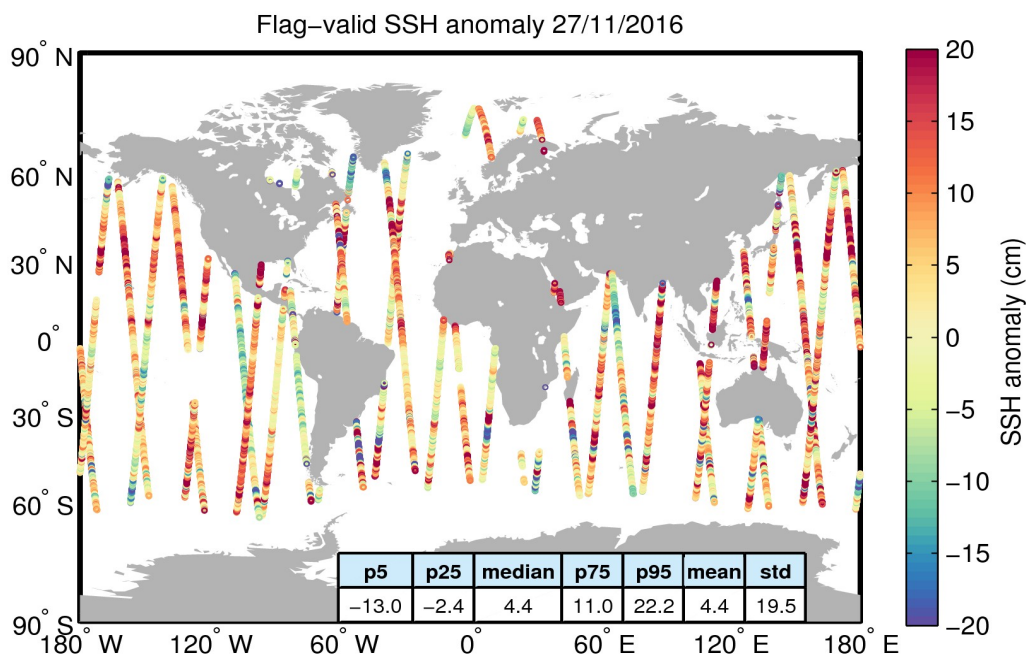 Flag−valid SSH anomaly 27/11/2016
90° N
60° N
30° N
0°
30° S
60° S
90° S
180° W
120° W
60° W
0°
60° E
120° E
180° E
p5 p25 median p75 p95 mean std
−13.0 −2.4 4.4 11.0 22.2 4.4 19.5
20
15
10
5
0
−5
−10
−15
−20
SSH anomaly (cm)